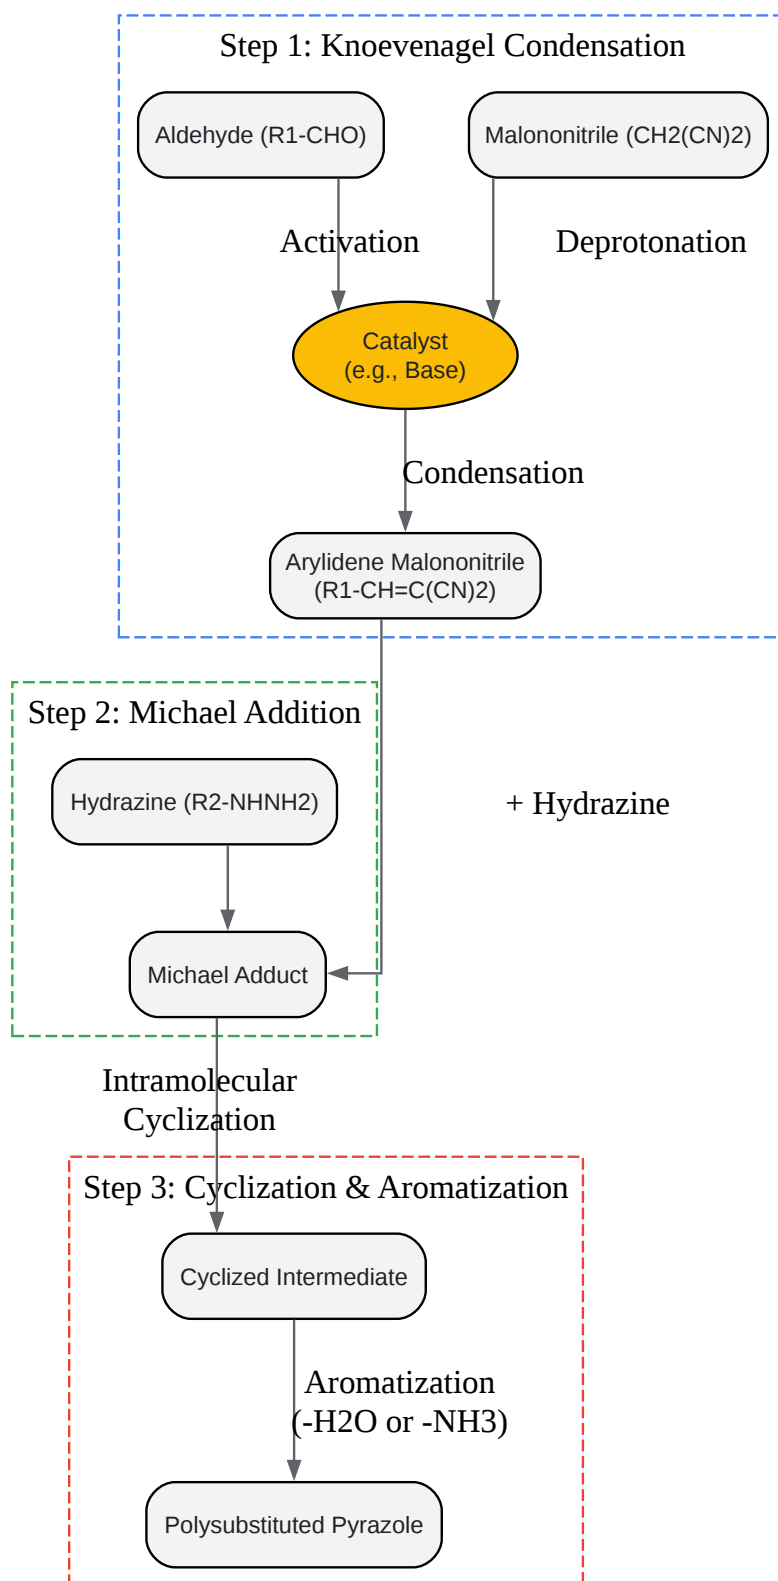 Step 1: Knoevenagel Condensation
Aldehyde (R1-CHO)
Malononitrile (CH2(CN)2)
Activation
Deprotonation
Catalyst
(e.g., Base)
Condensation
Arylidene Malononitrile
(R1-CH=C(CN)2)
Step 2: Michael Addition
Hydrazine (R2-NHNH2)
+ Hydrazine
Michael Adduct
Intramolecular
Cyclization
Step 3: Cyclization & Aromatization
Cyclized Intermediate
Aromatization
(-H2O or -NH3)
Polysubstituted Pyrazole